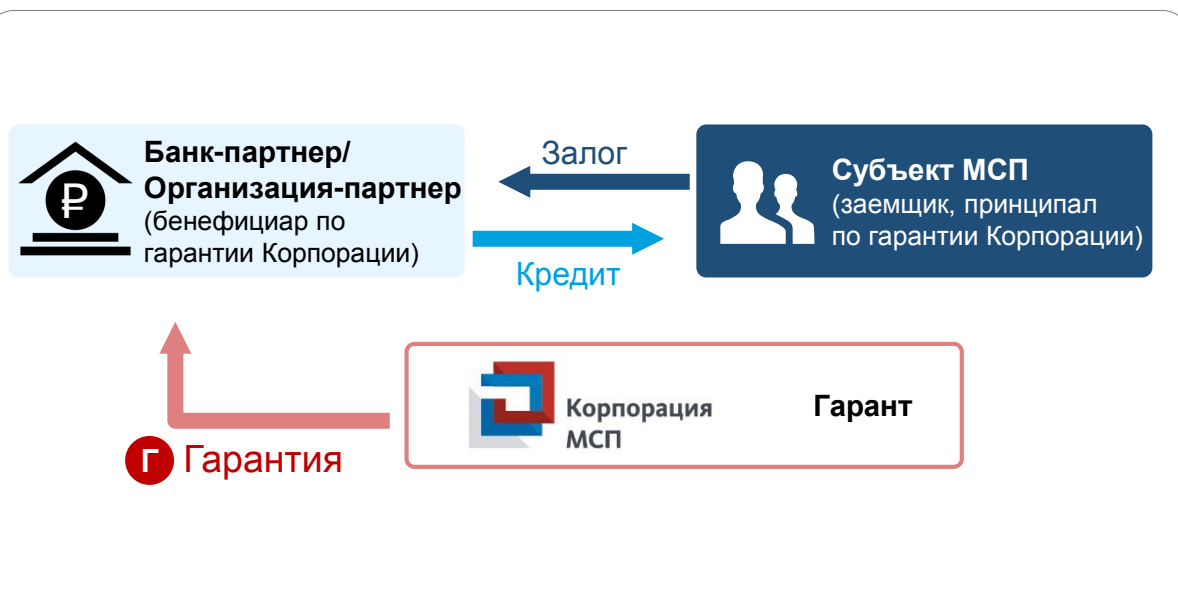 Банк-партнер/
Организация-партнер
(бенефициар по
гарантии Корпорации)
Залог
Кредит
Субъект МСП
(заемщик, принципал
по гарантии Корпорации)
₽
Корпорация
МСП
Гарант
Г Гарантия